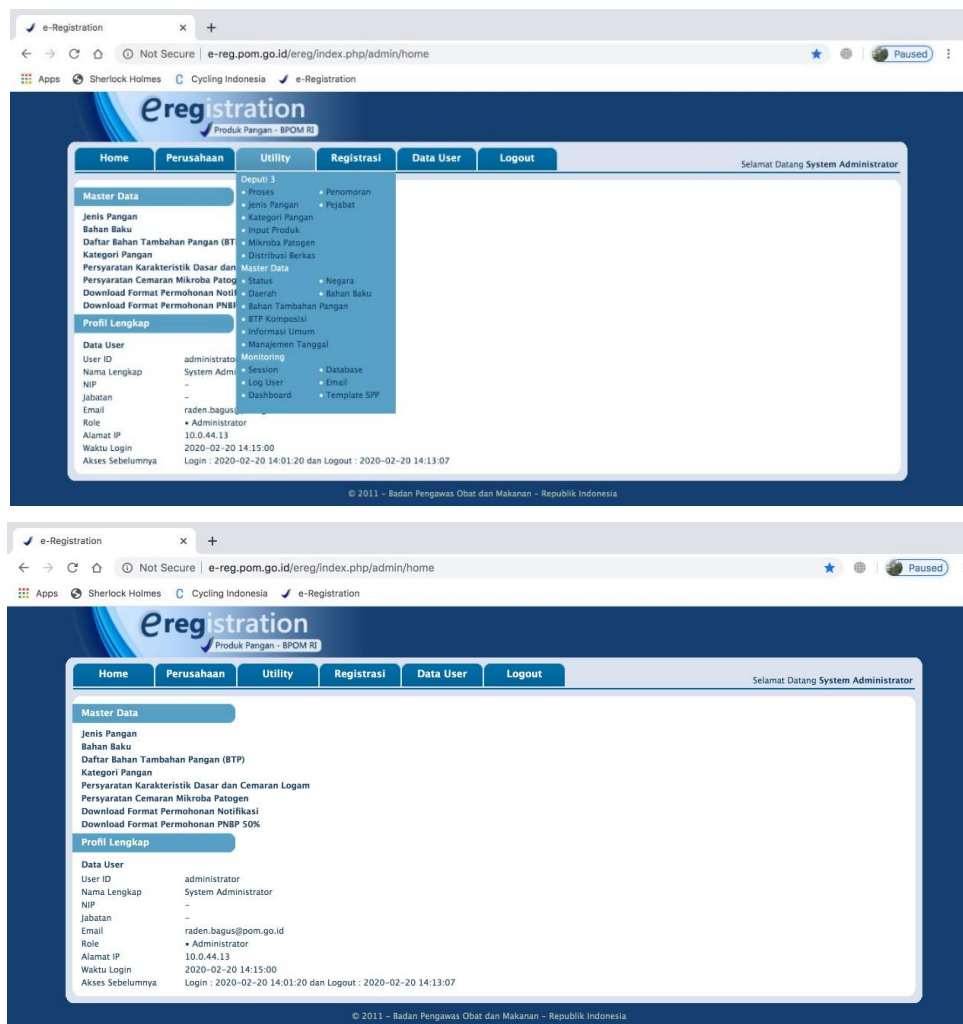 e-Registration × +
Not Secure | e-reg.pom.go.id/ereg/index.php/admin/home Paused
Apps Sherlock Holmes Cycling Indonesia e-Registration
eregistration
Produk Pangan - BPOM RI
Home Perusahaan Utility Registrasi Data User Logout
Selamat Datang System Administrator
Master Data
Jenis Pangan
Bahan Baku
Daftar Bahan Tambahan Pangan (BT
Kategori Pangan
Persyaratan Karakteristik Dasar dan
Persyaratan Cemaran Mikroba Patog
Download Format Permohonan Notif
Download Format Permohonan PNBP
Profil Lengkap
Data User
User ID administrato
Nama Lengkap System Admi
NIP –
Jabatan –
Email raden.bagus
Role • Administrator
Alamat IP 10.0.44.13
Waktu Login 2020-02-20 14:15:00
Akses Sebelumnya Login : 2020-02-20 14:01:20 dan Logout : 2020-02-20 14:13:07
Deputi 3
• Proses • Penomoran
• Jenis Pangan • Pejabat
• Kategori Pangan
• Input Produk
• Mikroba Patogen
• Distribusi Berkas
Master Data
• Status • Negara
• Daerah • Bahan Baku
• Bahan Tambahan Pangan
• BTP Komposisi
• Informasi Umum
• Manajemen Tanggal
Monitoring
• Session • Database
• Log User • Email
• Dashboard • Template SPP
© 2011 – Badan Pengawas Obat dan Makanan – Republik Indonesia
e-Registration × +
Not Secure | e-reg.pom.go.id/ereg/index.php/admin/home Paused
Apps Sherlock Holmes Cycling Indonesia e-Registration
eregistration
Produk Pangan - BPOM RI
Home Perusahaan Utility Registrasi Data User Logout
Selamat Datang System Administrator
Master Data
Jenis Pangan
Bahan Baku
Daftar Bahan Tambahan Pangan (BTP)
Kategori Pangan
Persyaratan Karakteristik Dasar dan Cemaran Logam
Persyaratan Cemaran Mikroba Patogen
Download Format Permohonan Notifikasi
Download Format Permohonan PNBP 50%
Profil Lengkap
Data User
User ID administrator
Nama Lengkap System Administrator
NIP –
Jabatan –
Email raden.bagus@pom.go.id
Role • Administrator
Alamat IP 10.0.44.13
Waktu Login 2020-02-20 14:15:00
Akses Sebelumnya Login : 2020-02-20 14:01:20 dan Logout : 2020-02-20 14:13:07
© 2011 – Badan Pengawas Obat dan Makanan – Republik Indonesia